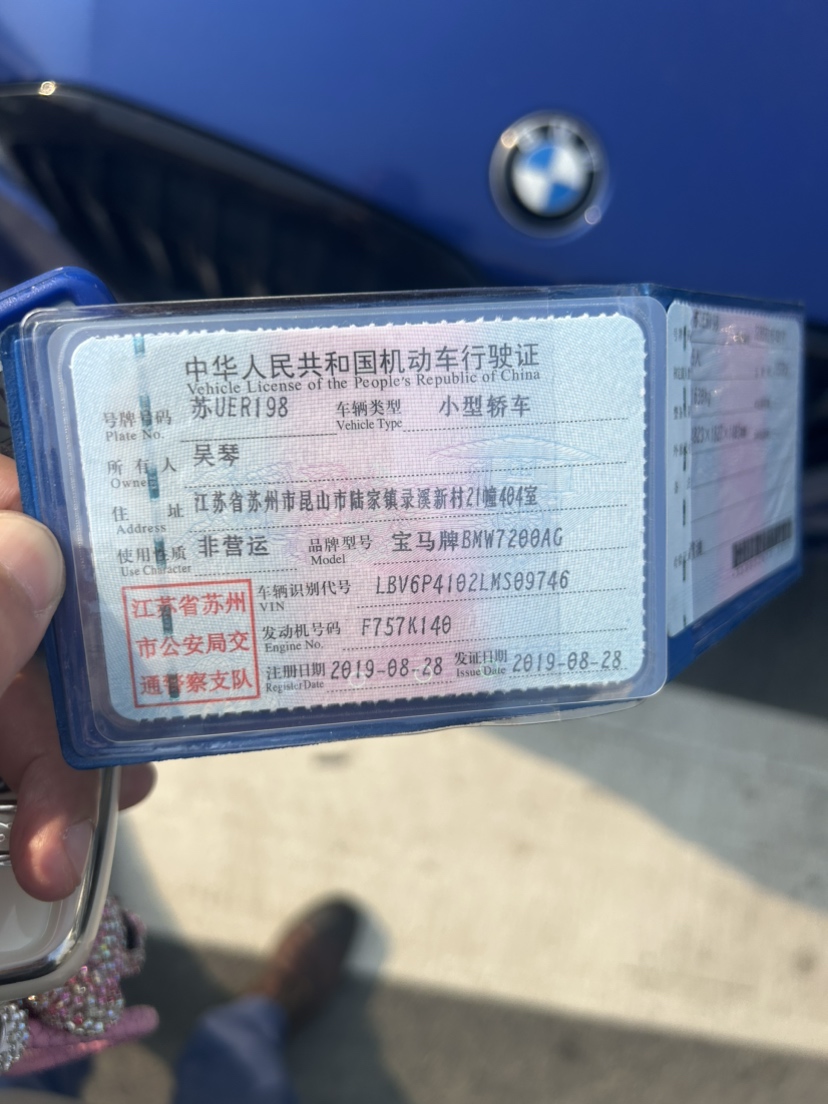 中华人民共和国机动车行驶证
Vehicle License of the People's Republic of China
号牌号码 苏UER198 车辆类型 小型轿车
Plate No. Vehicle Type
所有人 吴琴
Owner
住址 江苏省苏州市昆山市陆家镇录溪新村21幢404室
Address
使用性质 非营运 品牌型号 宝马牌BMW7200AG
Use Character Model
江苏省苏州
市公安局交
通警察支队
车辆识别代号 LBV6P4102LMS09746
VIN
发动机号码 F757K140
Engine No.
注册日期 2019-08-28 发证日期 2019-08-28
Register Date Issue Date